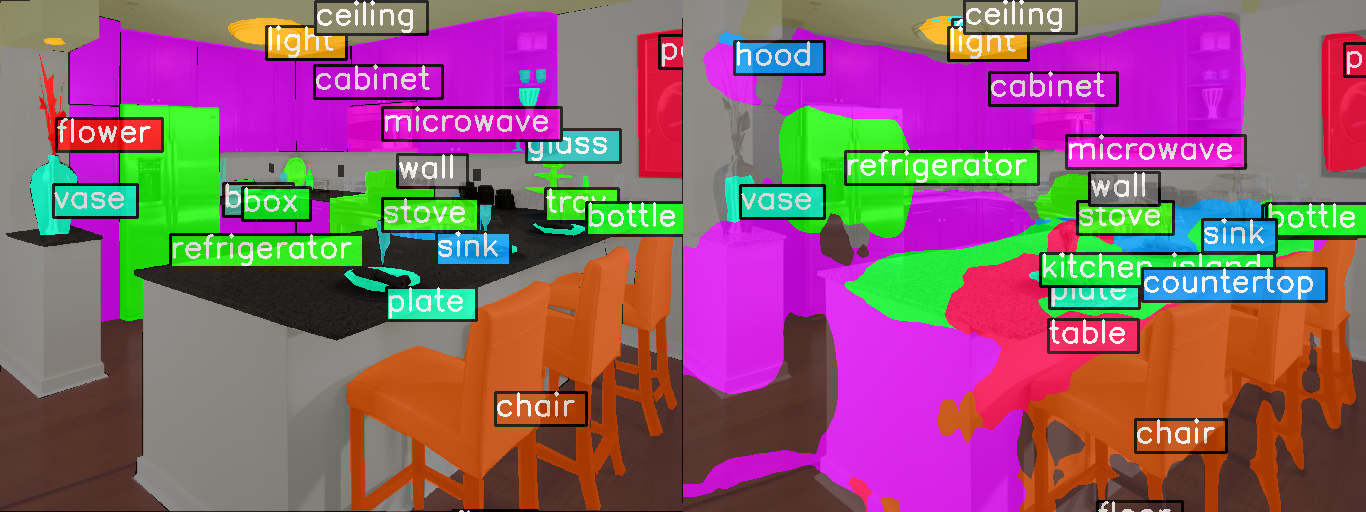 ceiling
light
cabinet
microwave
flower
glass
wall
vase
box
stove
bottle
refrigerator
sink
plate
chair
ceiling
light
hood
cabinet
microwave
refrigerator
wall
vase
stove
bottle
sink
kitchen island
countertop
plate
table
chair
floor